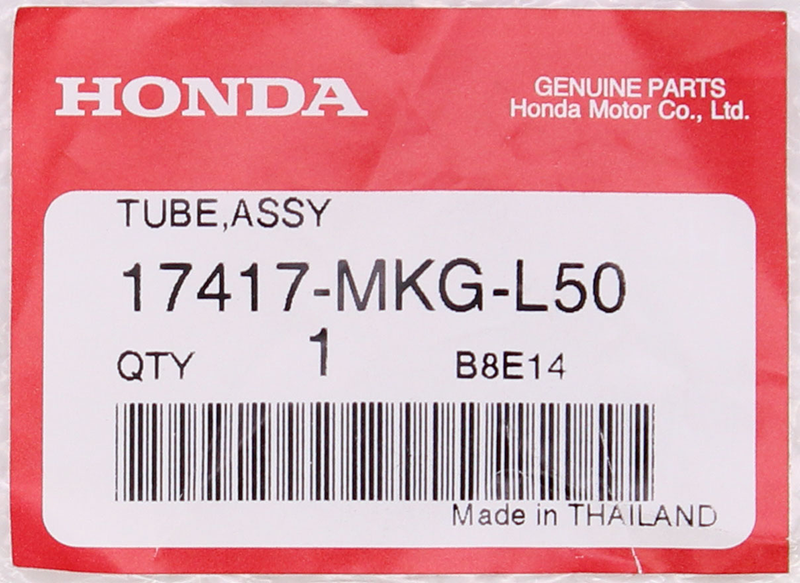 HONDA
GENUINE PARTS
Honda Motor Co., Ltd.
TUBE,ASSY
17417-MKG-L50
QTY 1 B8E14
Made in THAILAND